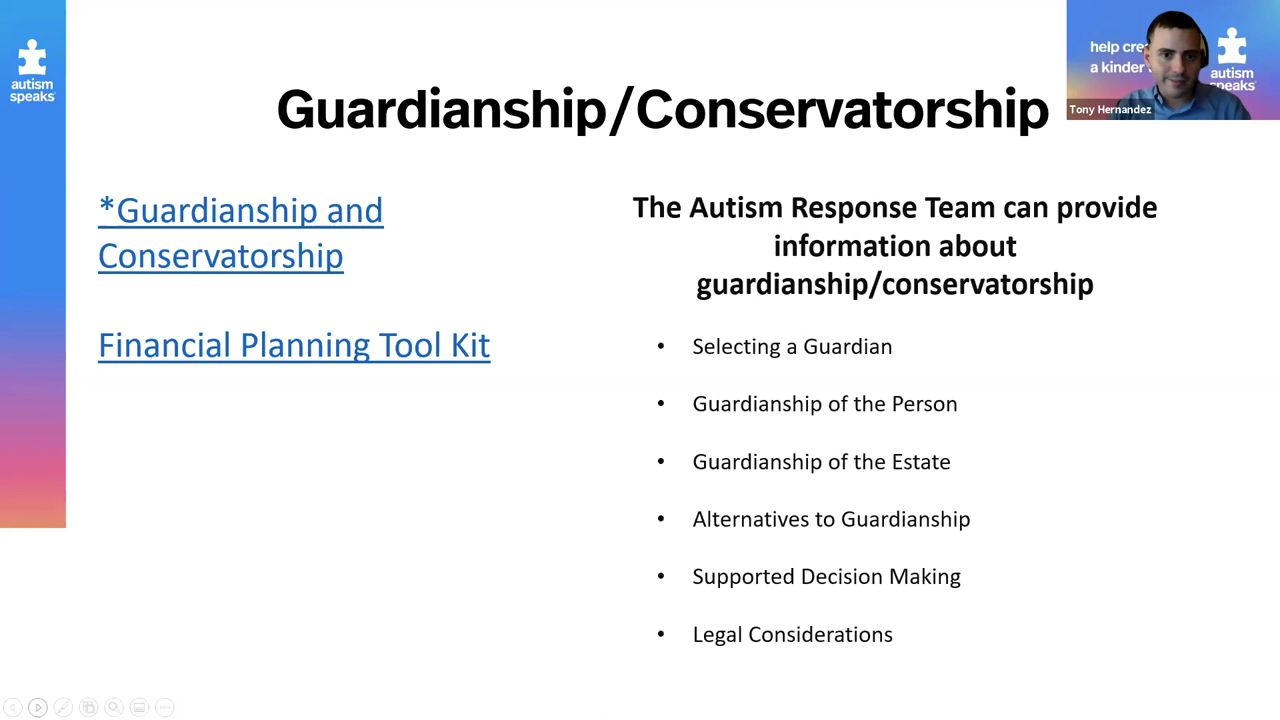 autism
speaks
Guardianship/Conservatorship
help cre
a kinder
autism
speaks
Tony Hernandez
*Guardianship and
Conservatorship
Financial Planning Tool Kit
The Autism Response Team can provide
information about
guardianship/conservatorship
• Selecting a Guardian
• Guardianship of the Person
• Guardianship of the Estate
• Alternatives to Guardianship
• Supported Decision Making
• Legal Considerations